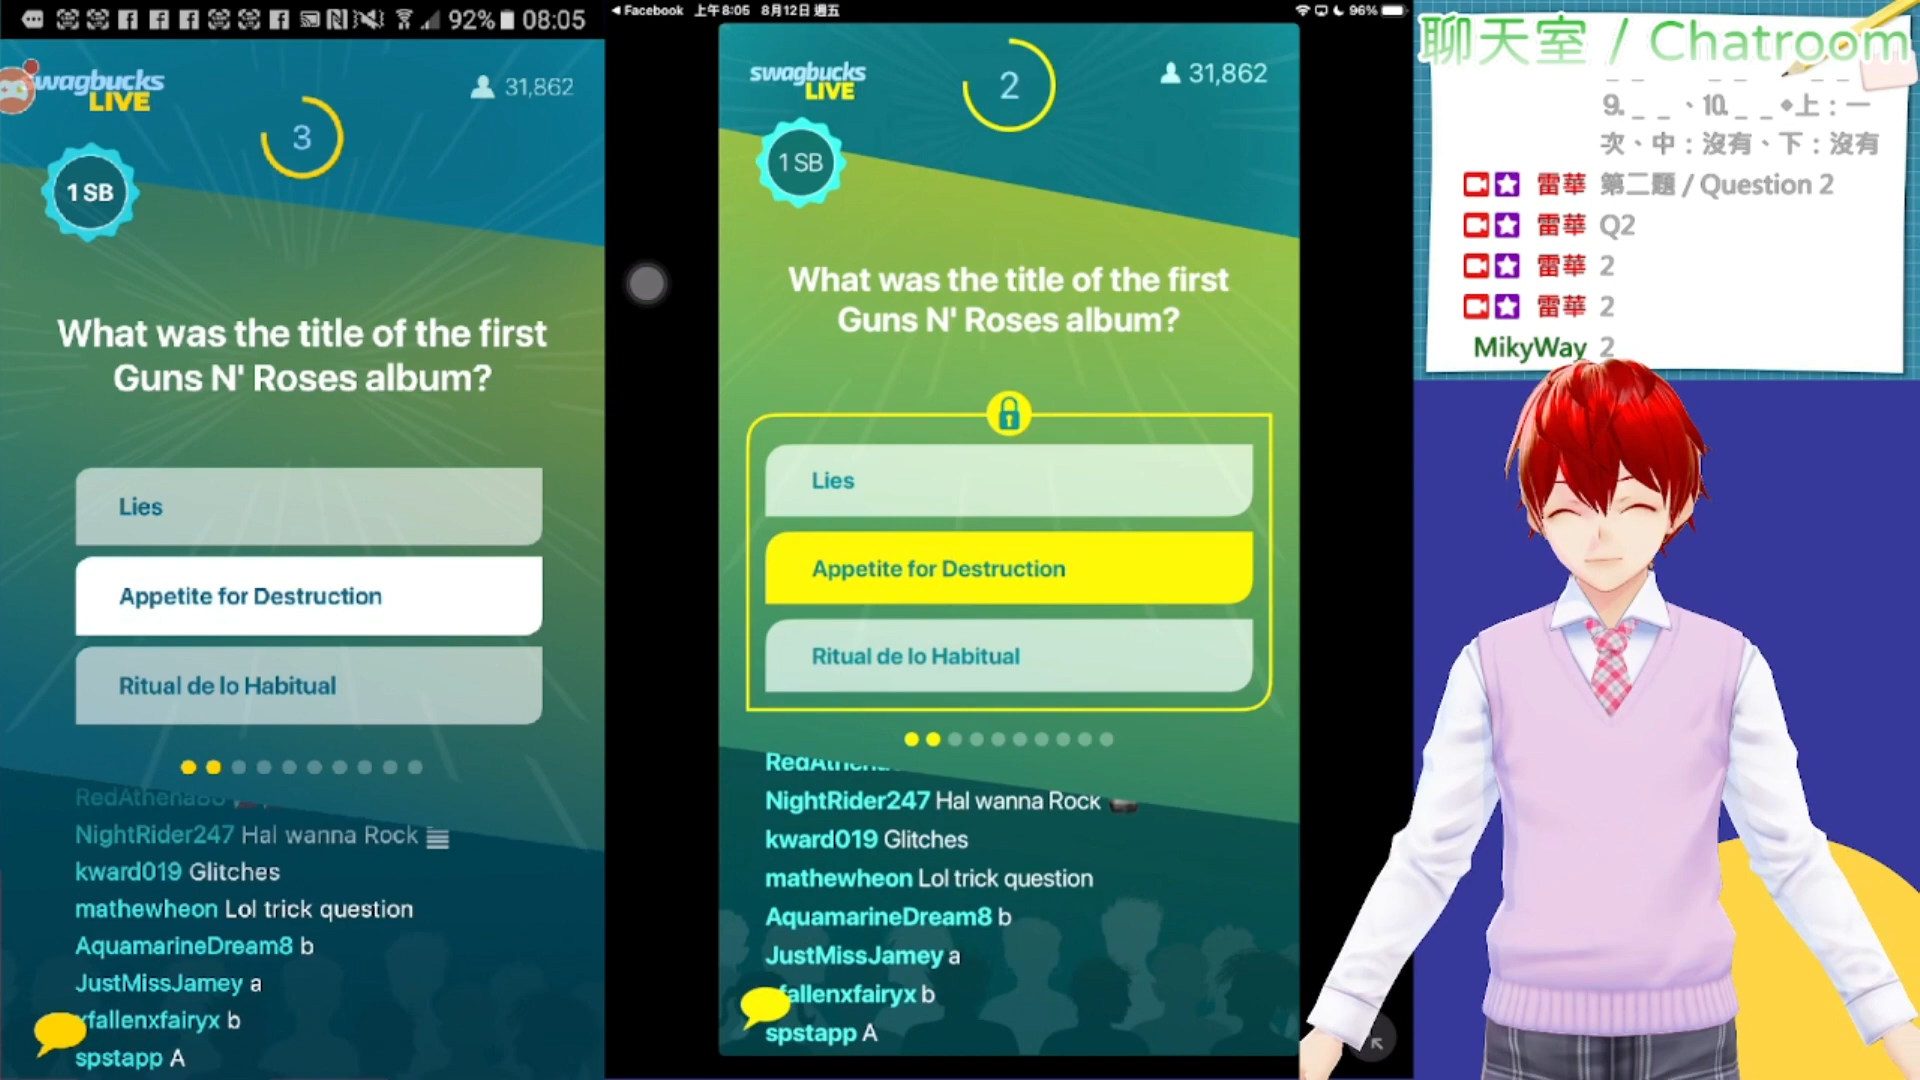 92% 08:05
swagbucks
LIVE
31,862
3
1 SB
What was the title of the first
Guns N' Roses album?
Lies
Appetite for Destruction
Ritual de lo Habitual
NightRider247 Hal wanna Rock
kward019 Glitches
mathewheon Lol trick question
AquamarineDream8 b
JustMissJamey a
xfallenxfairyx b
spstapp A
Facebook 上午8:05 8月12日 週五
96%
swagbucks
LIVE
2
31,862
1 SB
What was the title of the first
Guns N' Roses album?
Lies
Appetite for Destruction
Ritual de lo Habitual
NightRider247 Hal wanna Rock
kward019 Glitches
mathewheon Lol trick question
AquamarineDream8 b
JustMissJamey a
fallenxfairyx b
spstapp A
聊天室 / Chatroom
9. _ _、10. _ _ ◆上：一
次、中：沒有、下：沒有
雷華 第二題 / Question 2
雷華 Q2
雷華 2
雷華 2
MikyWay 2